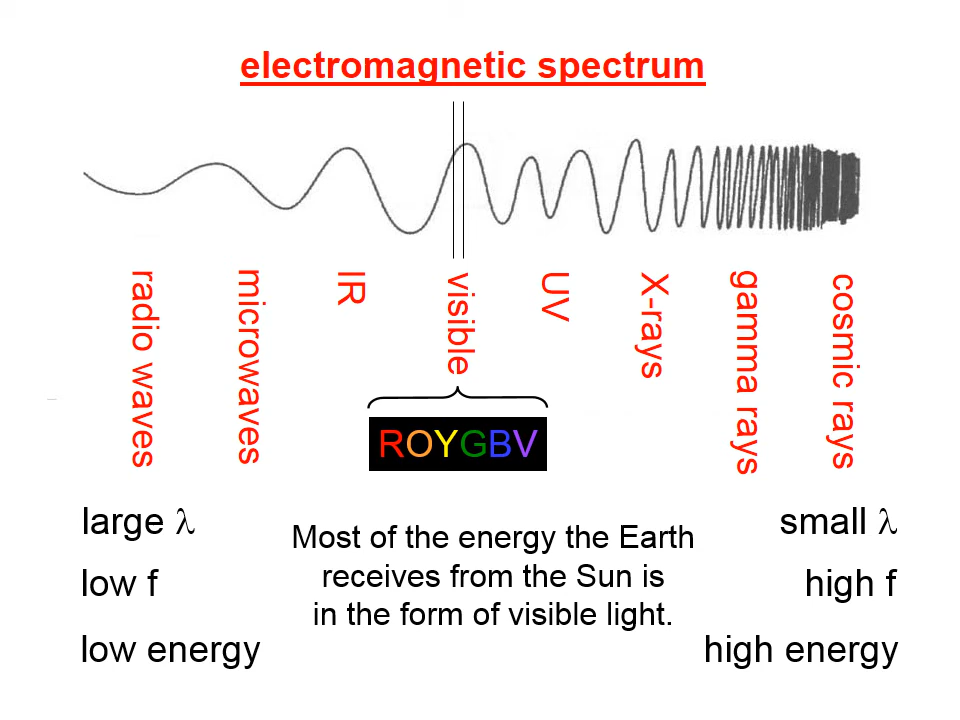 electromagnetic spectrum
radio waves
microwaves
IR
visible
UV
X-rays
gamma rays
cosmic rays
ROYGBV
large λ
low f
low energy
Most of the energy the Earth
receives from the Sun is
in the form of visible light.
small λ
high f
high energy